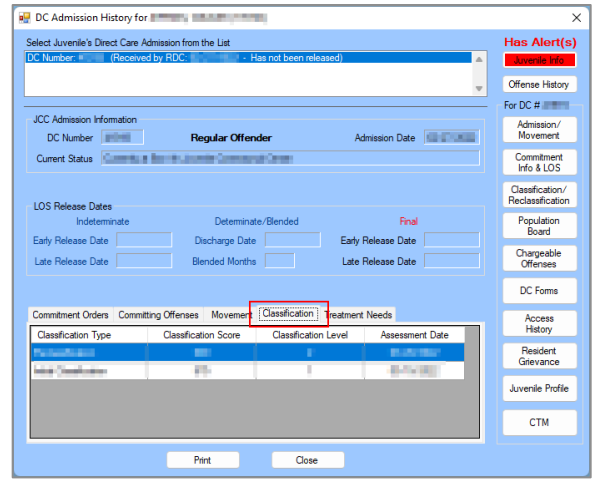 DC Admission History for
Select Juvenile's Direct Care Admission from the List
DC Number: (Received by RDC: - Has not been released)
JCC Admission Information
DC Number Regular Offender Admission Date
Current Status
LOS Release Dates
Indeterminate Determinate/Blended Final
Early Release Date Discharge Date Early Release Date
Late Release Date Blended Months Late Release Date
Commitment Orders Committing Offenses Movement Classification Treatment Needs
Classification Type Classification Score Classification Level Assessment Date
Print Close
Has Alert(s)
Juvenile Info
Offense History
For DC #
Admission/
Movement
Commitment
Info & LOS
Classification/
Reclassification
Population
Board
Chargeable
Offenses
DC Forms
Access
History
Resident
Grievance
Juvenile Profile
CTM